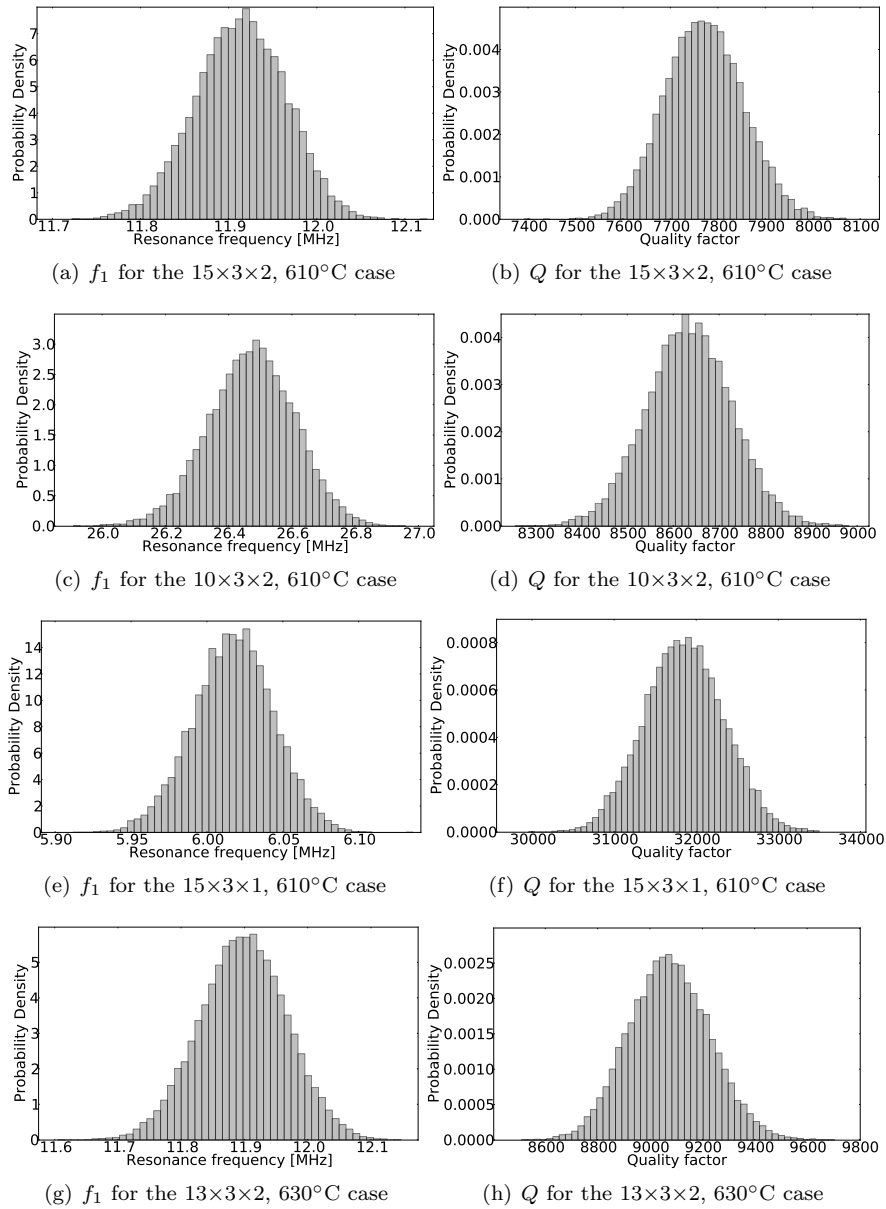 7
6
5
4
3
2
1
0
Probability Density
11.7 11.8 11.9 12.0 12.1
Resonance frequency [MHz]
(a) f₁ for the 15×3×2, 610°C case
0.004
0.003
0.002
0.001
0.000
Probability Density
7400 7500 7600 7700 7800 7900 8000 8100
Quality factor
(b) Q for the 15×3×2, 610°C case
3.0
2.5
2.0
1.5
1.0
0.5
0.0
Probability Density
26.0 26.2 26.4 26.6 26.8 27.0
Resonance frequency [MHz]
(c) f₁ for the 10×3×2, 610°C case
0.004
0.003
0.002
0.001
0.000
Probability Density
8300 8400 8500 8600 8700 8800 8900 9000
Quality factor
(d) Q for the 10×3×2, 610°C case
14
12
10
8
6
4
2
0
Probability Density
5.90 5.95 6.00 6.05 6.10
Resonance frequency [MHz]
(e) f₁ for the 15×3×1, 610°C case
0.0008
0.0006
0.0004
0.0002
0.0000
Probability Density
30000 31000 32000 33000 34000
Quality factor
(f) Q for the 15×3×1, 610°C case
5
4
3
2
1
0
Probability Density
11.6 11.7 11.8 11.9 12.0 12.1
Resonance frequency [MHz]
(g) f₁ for the 13×3×2, 630°C case
0.0025
0.0020
0.0015
0.0010
0.0005
0.0000
Probability Density
8600 8800 9000 9200 9400 9600 9800
Quality factor
(h) Q for the 13×3×2, 630°C case